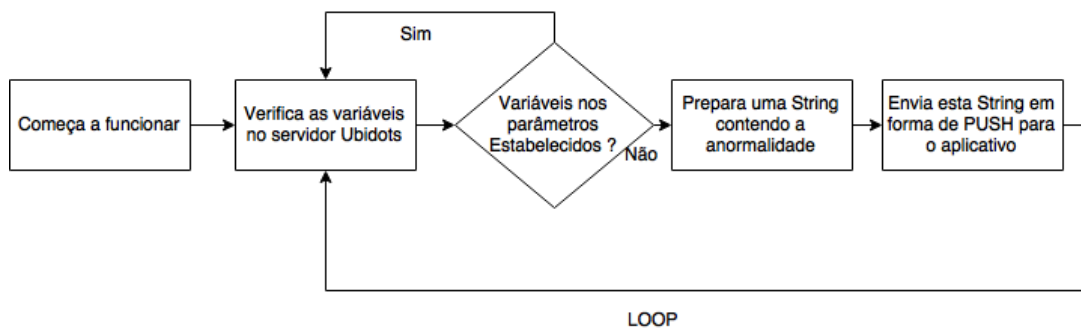 Sim
Começa a funcionar
Verifica as variáveis
no servidor Ubidots
Variáveis nos
parâmetros
Estabelecidos ?
Não
Prepara uma String
contendo a
anormalidade
Envia esta String em
forma de PUSH para
o aplicativo
LOOP